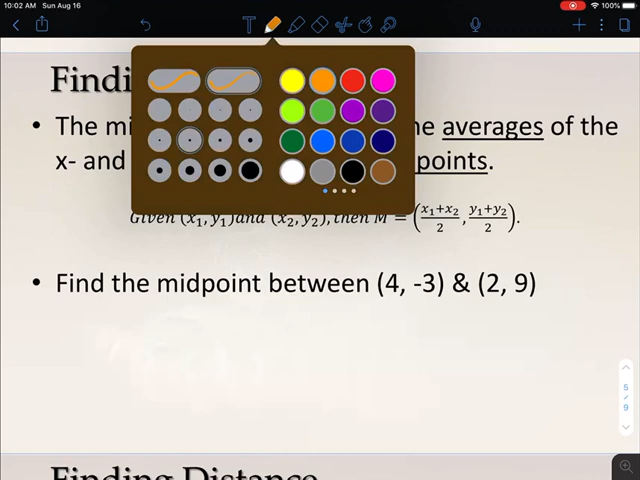 10:02 AM Sun Aug 16
100%
T
Finding
• The mi he averages of the
x- and points.
Given (x₁, y₁)and (x₂, y₂), then M = ((x₁+x₂)/2, (y₁+y₂)/2).
• Find the midpoint between (4, -3) & (2, 9)
5
/
9
Finding Distance